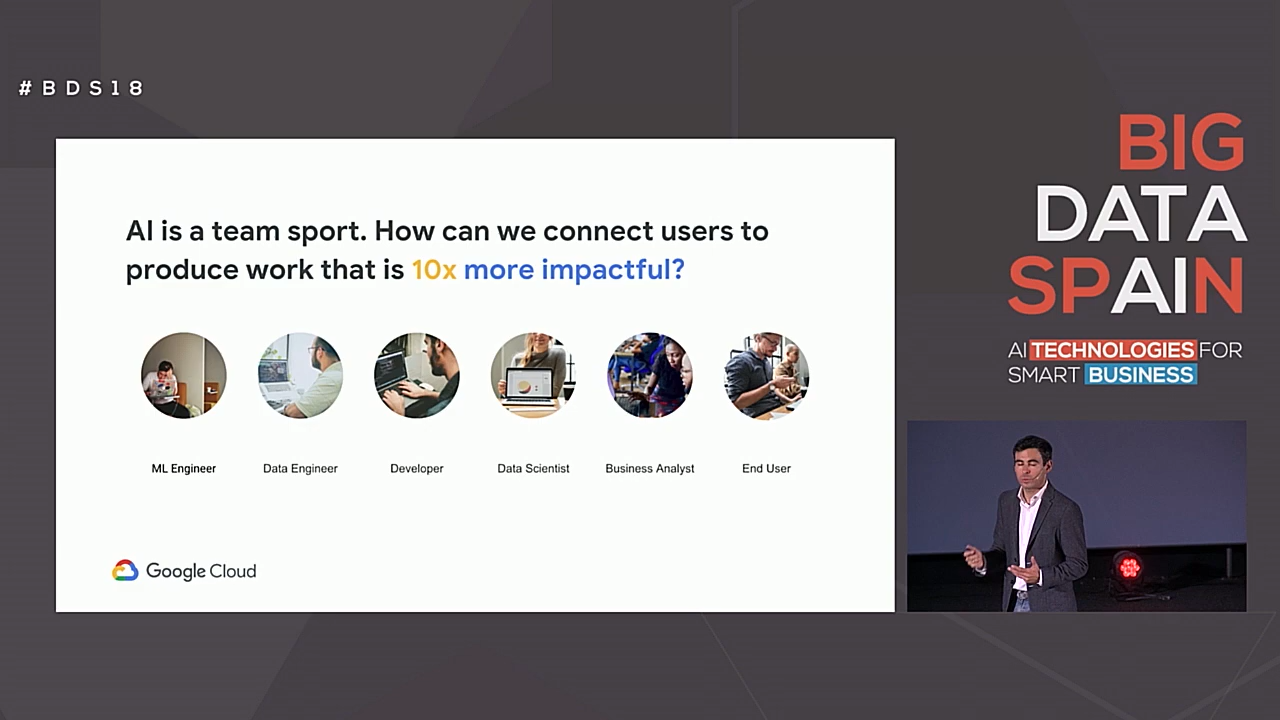 #BDS18
AI is a team sport. How can we connect users to
produce work that is 10x more impactful?
ML Engineer
Data Engineer
Developer
Data Scientist
Business Analyst
End User
Google Cloud
BIG
DATA
SPAIN
AI TECHNOLOGIES FOR
SMART BUSINESS